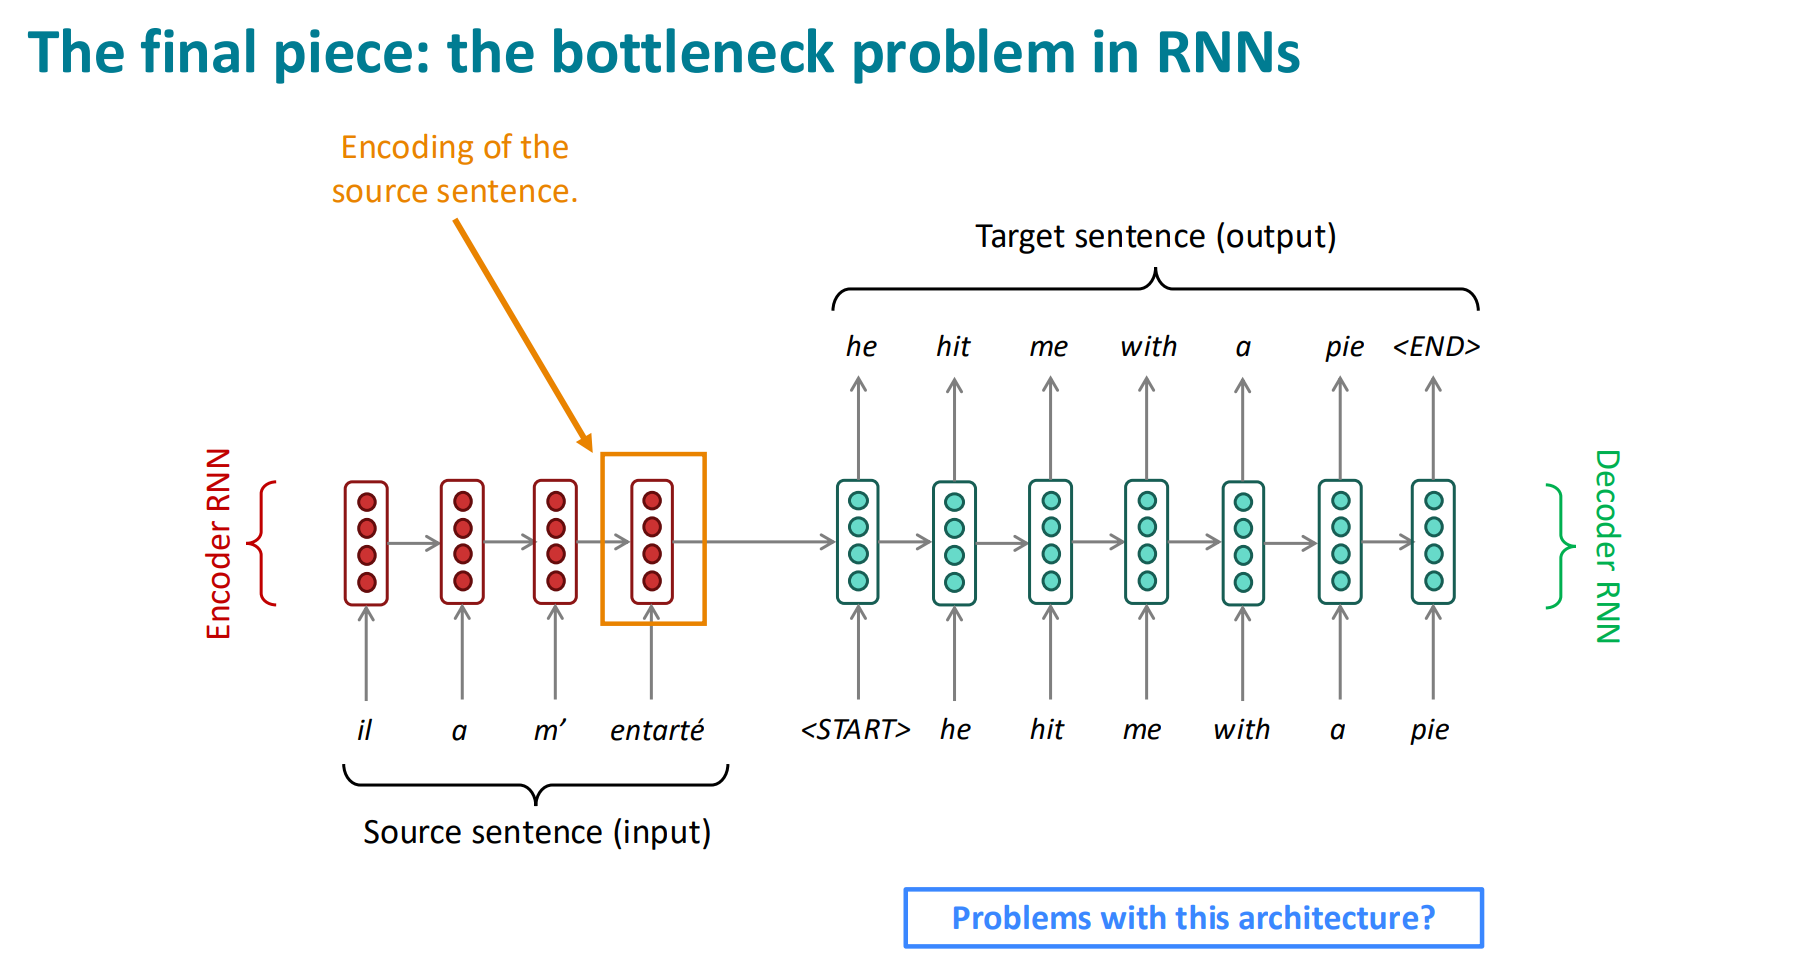 The final piece: the bottleneck problem in RNNs
Encoding of the
source sentence.
Target sentence (output)
he hit me with a pie <END>
Encoder RNN
Decoder RNN
il a m’ entarté <START> he hit me with a pie
Source sentence (input)
Problems with this architecture?